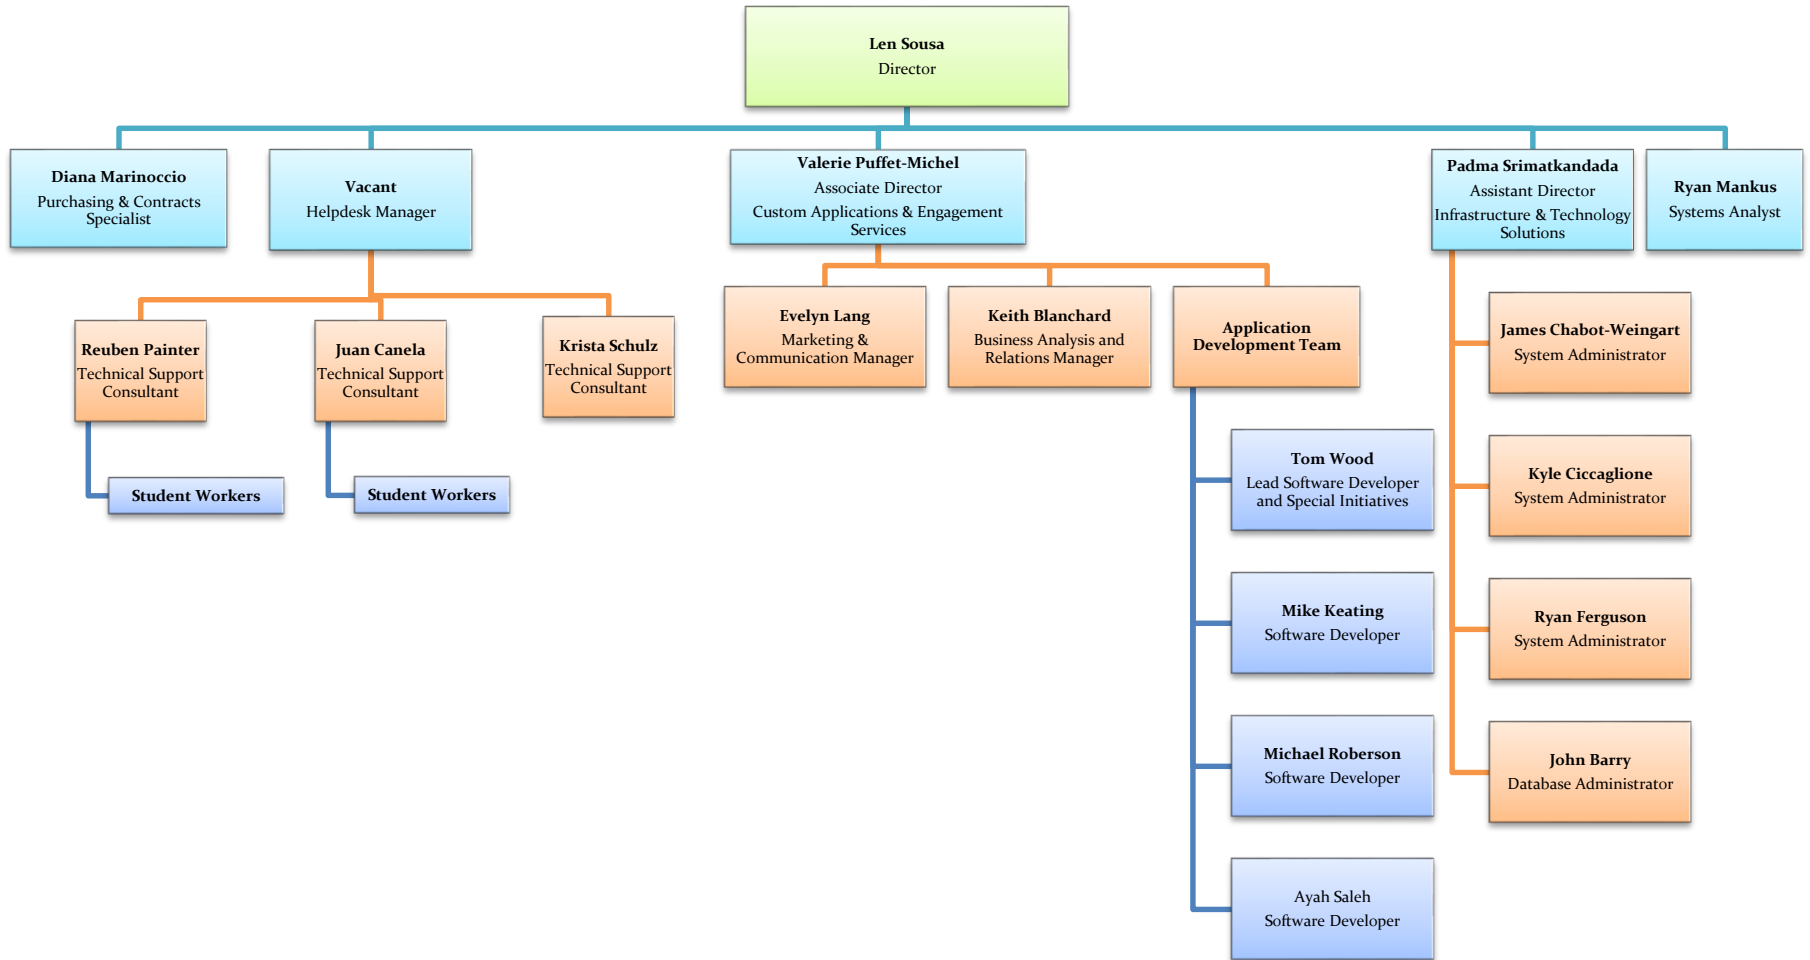 Len Sousa
Director
Diana Marinoccio
Purchasing & Contracts
Specialist
Vacant
Helpdesk Manager
Valerie Puffet-Michel
Associate Director
Custom Applications & Engagement
Services
Padma Srimatkandada
Assistant Director
Infrastructure & Technology
Solutions
Ryan Mankus
Systems Analyst
Reuben Painter
Technical Support
Consultant
Juan Canela
Technical Support
Consultant
Krista Schulz
Technical Support
Consultant
Student Workers
Student Workers
Evelyn Lang
Marketing &
Communication Manager
Keith Blanchard
Business Analysis and
Relations Manager
Application
Development Team
Tom Wood
Lead Software Developer
and Special Initiatives
Mike Keating
Software Developer
Michael Roberson
Software Developer
Ayah Saleh
Software Developer
James Chabot-Weingart
System Administrator
Kyle Ciccaglione
System Administrator
Ryan Ferguson
System Administrator
John Barry
Database Administrator